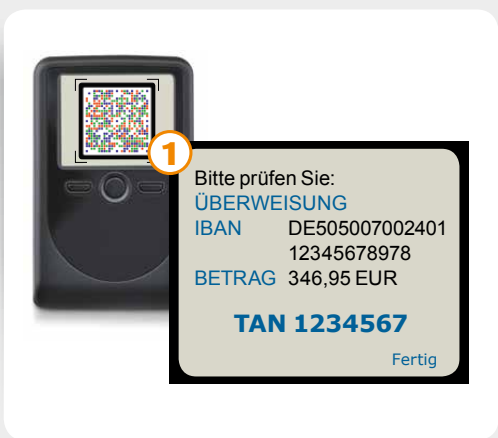 1
Bitte prüfen Sie:
ÜBERWEISUNG
IBAN DE505007002401
12345678978
BETRAG 346,95 EUR
TAN 1234567
Fertig